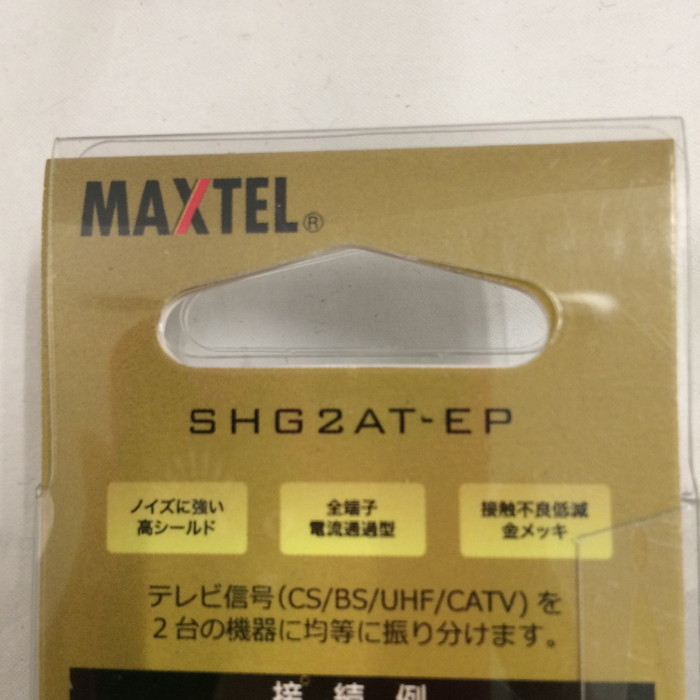 MAXTEL®
SHG2AT-EP
ノイズに強い
高シールド
全端子
電流通過型
接触不良低減
金メッキ
テレビ信号(CS/BS/UHF/CATV)を
2台の機器に均等に振り分けます。
接続例